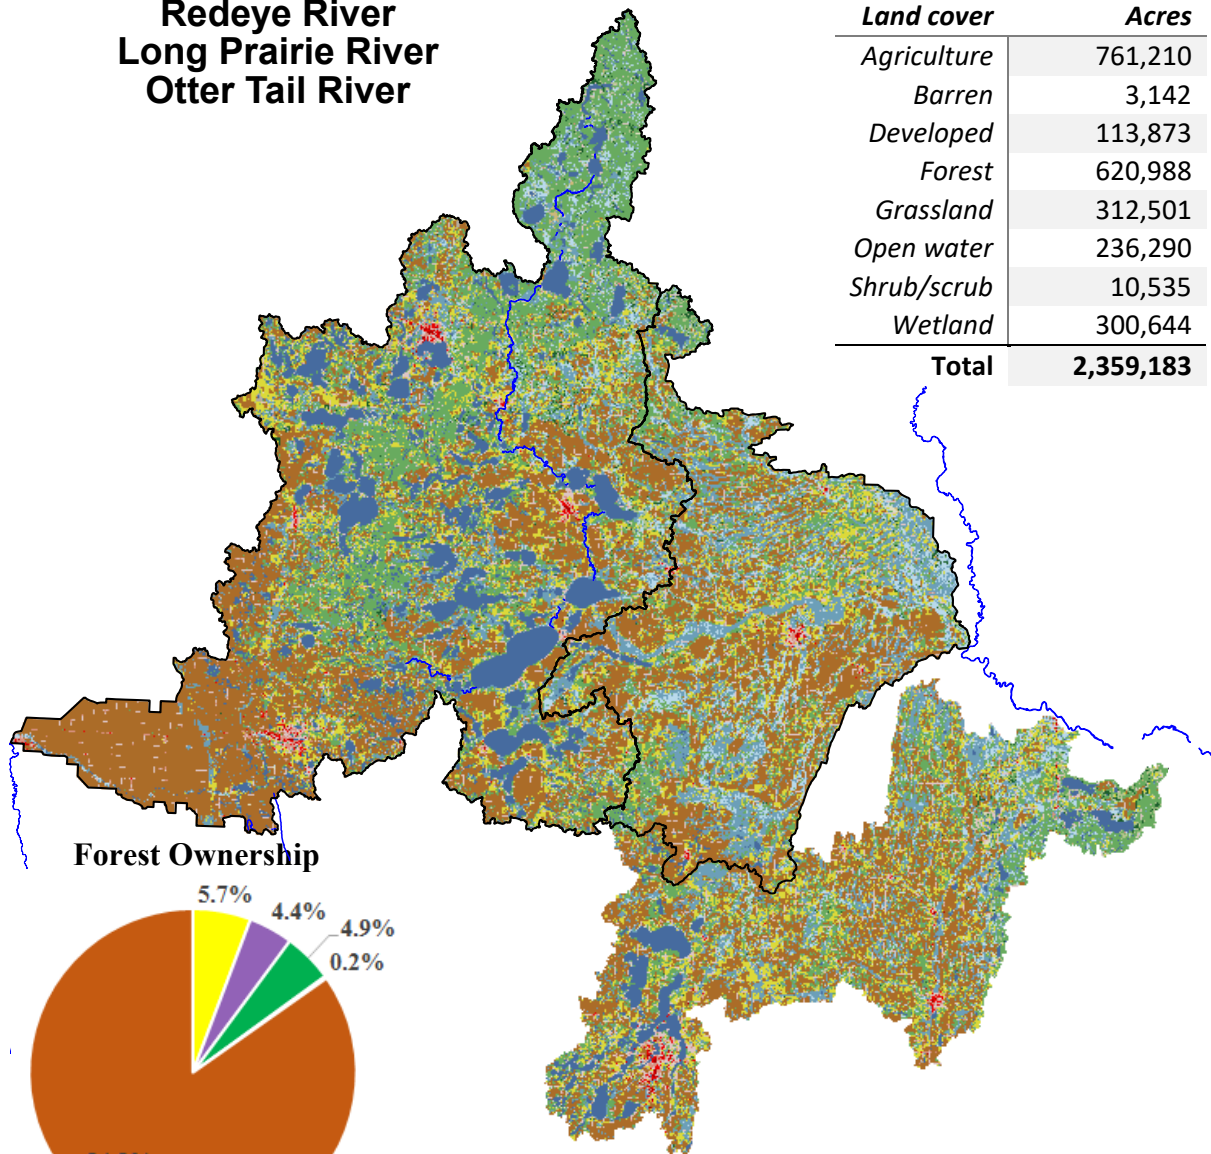 Redeye River
Long Prairie River
Otter Tail River
Land cover Acres
Agriculture 761,210
Barren 3,142
Developed 113,873
Forest 620,988
Grassland 312,501
Open water 236,290
Shrub/scrub 10,535
Wetland 300,644
Total 2,359,183
Forest Ownership
5.7%
4.4%
4.9%
0.2%